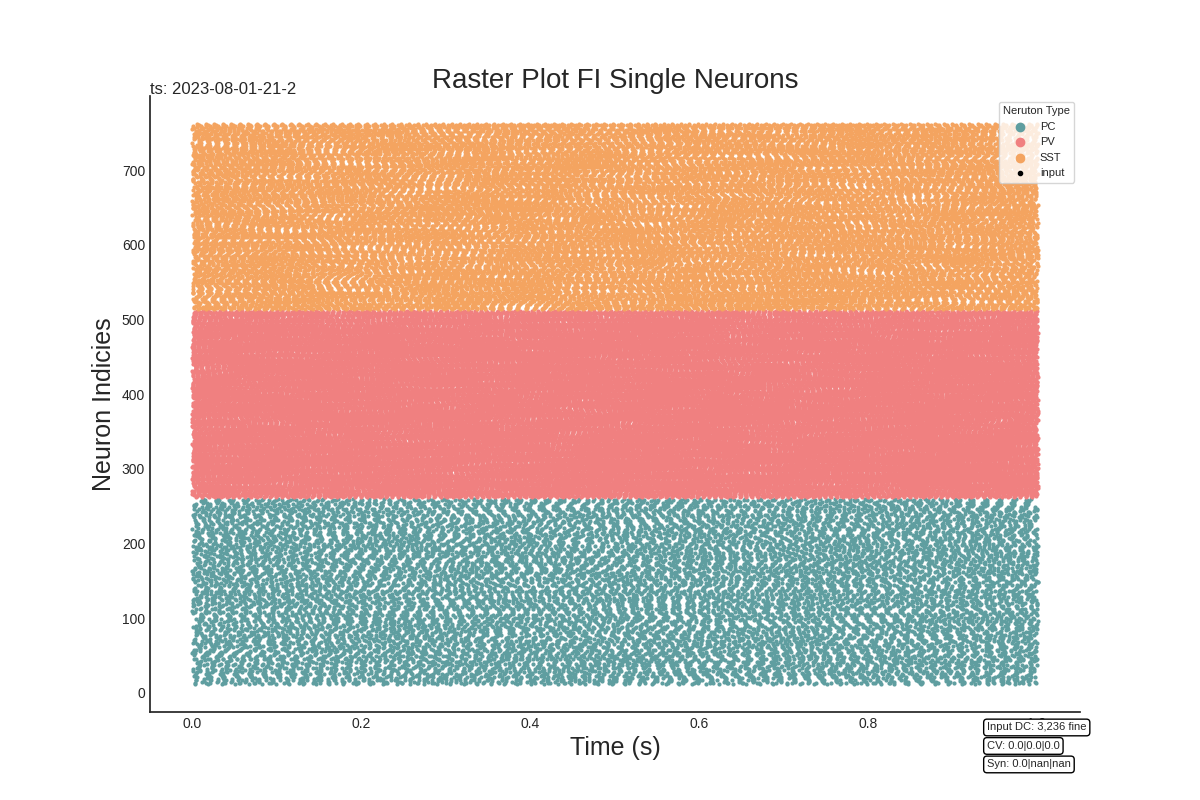 Raster Plot FI Single Neurons
ts: 2023-08-01-21-2
Neruton Type
PC
PV
SST
input
Neuron Indicies
700
600
500
400
300
200
100
0
0.0 0.2 0.4 0.6 0.8
Time (s)
Input DC: 3,236 fine
CV: 0.0|0.0|0.0
Syn: 0.0|nan|nan